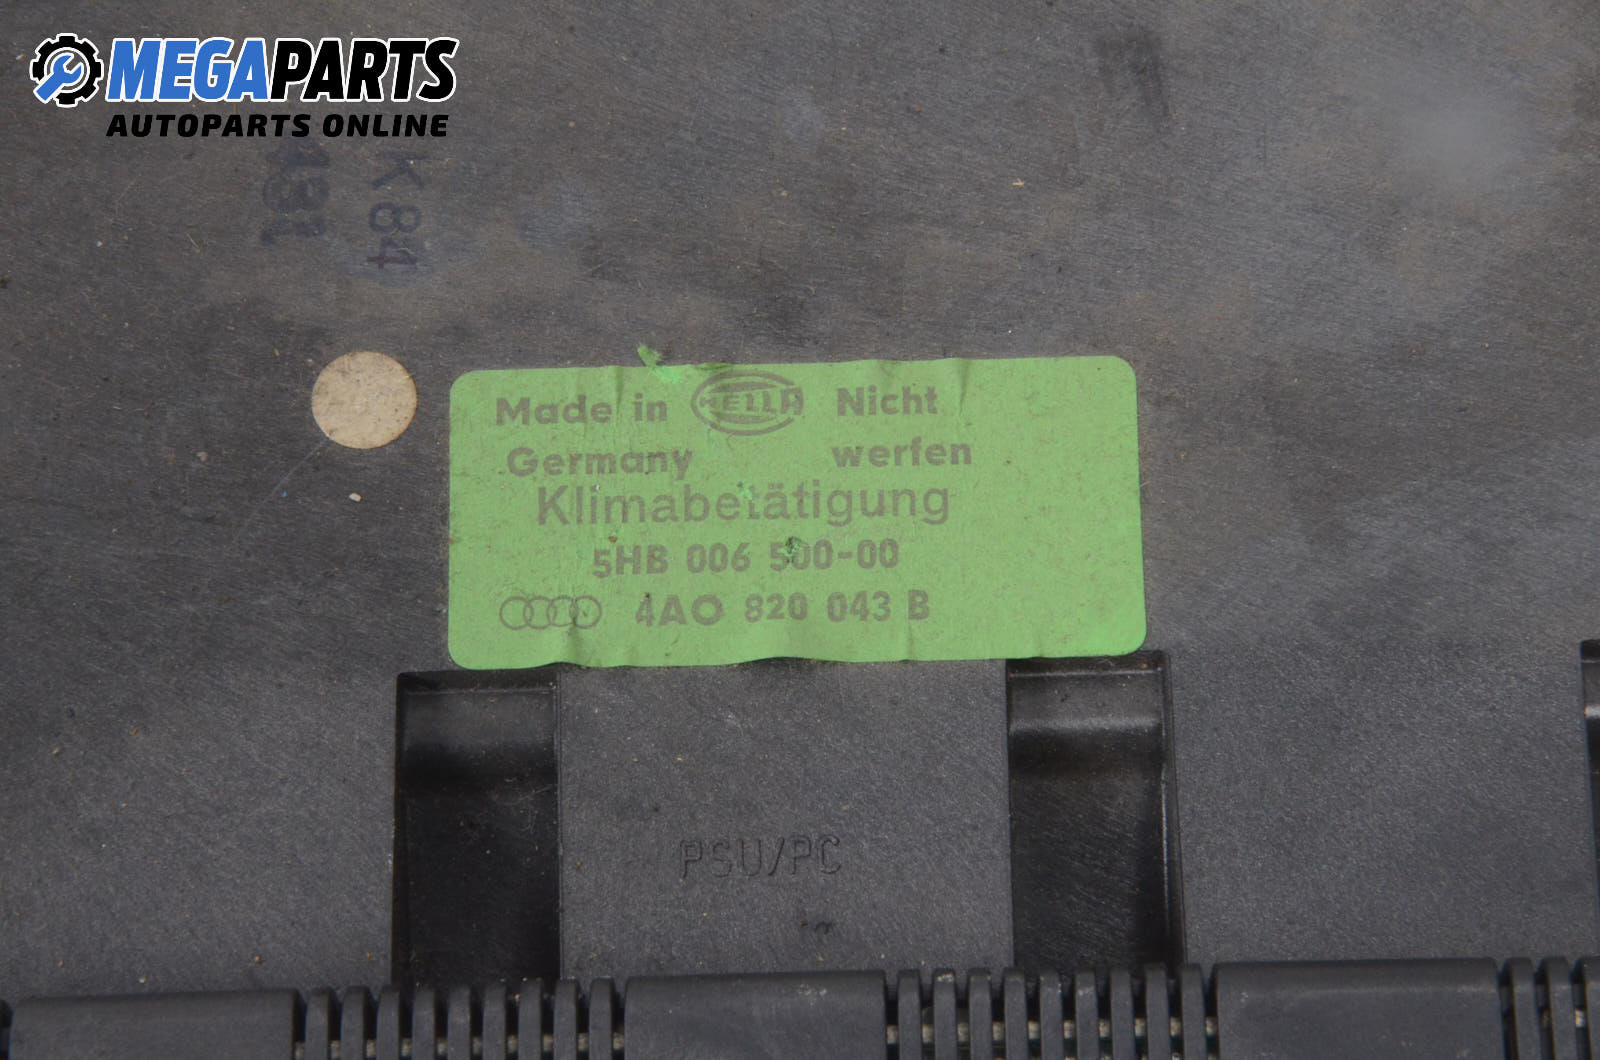 MEGAPARTS
AUTOPARTS ONLINE
K 84
Made in HELLA Nicht
Germany werfen
Klimabetätigung
5HB 006 500-00
4AO 820 043 B
PSU/PC